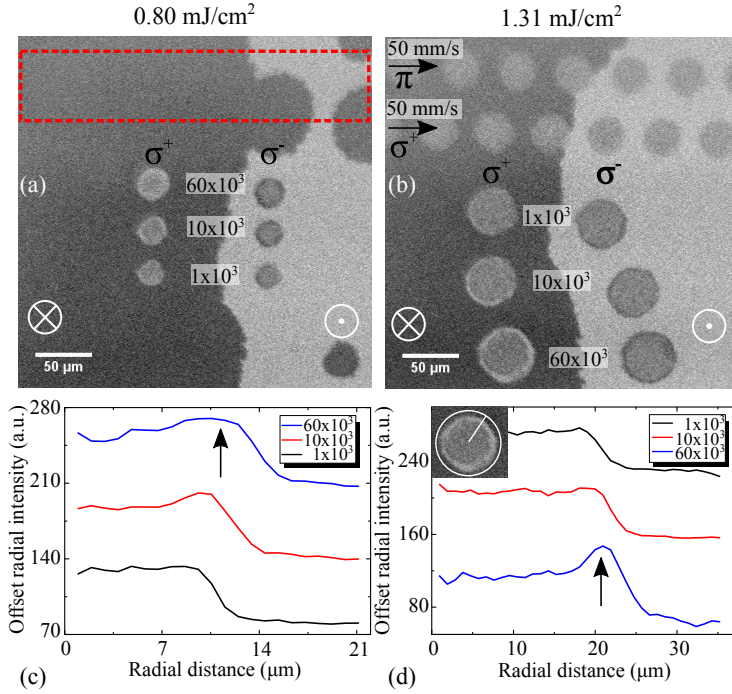 0.80 mJ/cm²
1.31 mJ/cm²
σ⁺
σ⁻
(a)
60x10³
10x10³
1x10³
50 µm
50 mm/s
π
50 mm/s
σ⁺
σ⁺
σ⁻
(b)
1x10³
10x10³
60x10³
50 µm
280
210
140
70
Offset radial intensity (a.u.)
60x10³
10x10³
1x10³
0
7
14
21
Radial distance (µm)
(c)
240
160
80
Offset radial intensity (a.u.)
1x10³
10x10³
60x10³
0
10
20
30
Radial distance (µm)
(d)